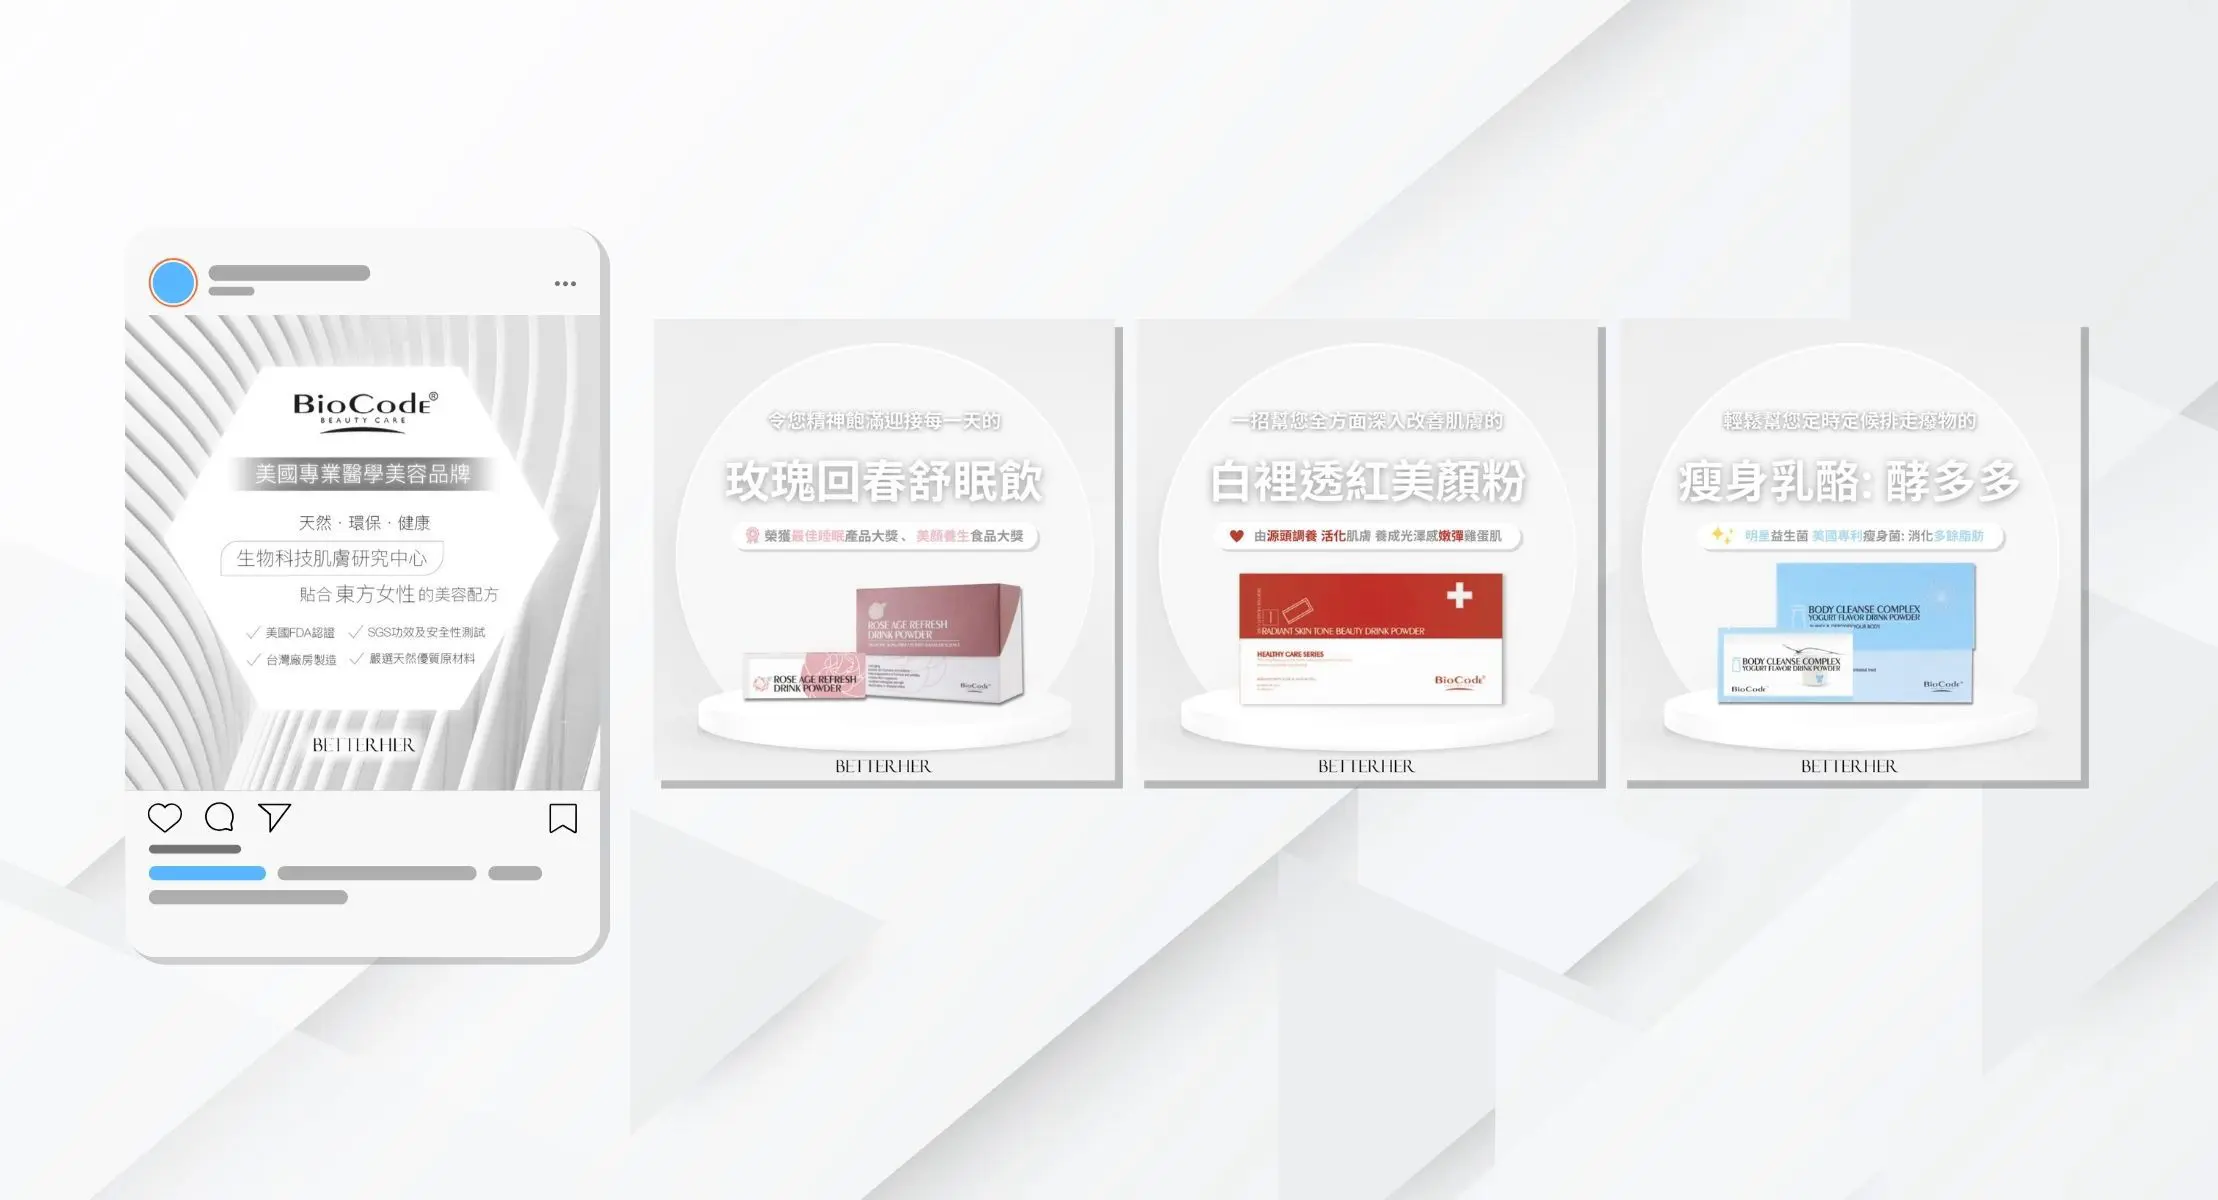 BioCode®
BEAUTY CARE
美國專業醫學美容品牌
天然·環保·健康
生物科技肌膚研究中心
貼合東方女性的美容配方
美國FDA認證 SGS功效及安全性測試
台灣廠房製造 嚴選天然優質原材料
BETTERHER
令您精神飽滿迎接每一天的
玫瑰回春舒眠飲
榮獲最佳睡眠產品大獎、美顏養生食品大獎
ROSE AGE REFRESH
DRINK POWDER
ROSE AGE REFRESH
DRINK POWDER
BioCode
BETTERHER
一招幫您全方面深入改善肌膚的
白裡透紅美顏粉
由源頭調養 活化肌膚 養成光澤感嫩彈雞蛋肌
RADIANT SKIN TONE BEAUTY DRINK POWDER
HEALTHY CARE SERIES
BioCode
BETTERHER
輕鬆幫您定時定候排走廢物的
瘦身乳酪: 酵多多
明星益生菌 美國專利瘦身菌: 消化多餘脂肪
BODY CLEANSE COMPLEX
YOGURT FLAVOR DRINK POWDER
BODY CLEANSE COMPLEX
YOGURT FLAVOR DRINK POWDER
BioCode
BioCode
BETTERHER